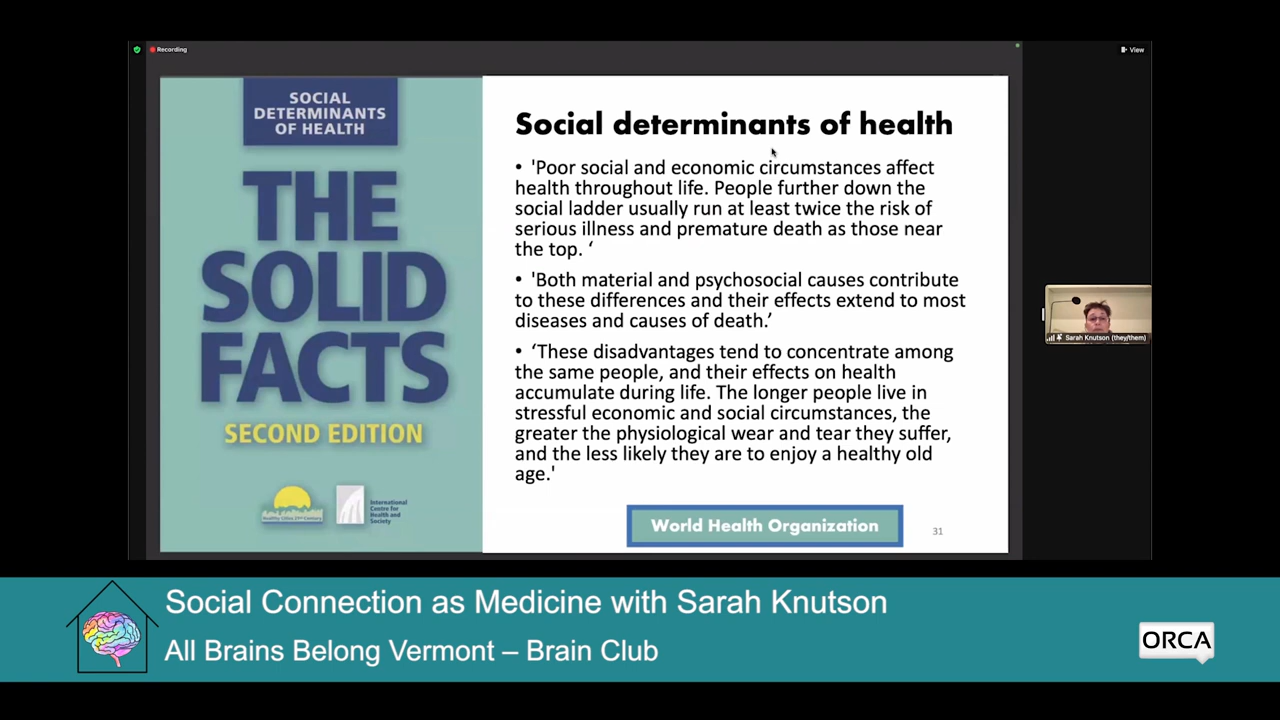 Recording
View
SOCIAL
DETERMINANTS
OF HEALTH
THE
SOLID
FACTS
SECOND EDITION
Healthy Cities 21st Century
International
Centre for
Health and
Society
Social determinants of health
• 'Poor social and economic circumstances affect
health throughout life. People further down the
social ladder usually run at least twice the risk of
serious illness and premature death as those near
the top. ‘
• 'Both material and psychosocial causes contribute
to these differences and their effects extend to most
diseases and causes of death.’
• ‘These disadvantages tend to concentrate among
the same people, and their effects on health
accumulate during life. The longer people live in
stressful economic and social circumstances, the
greater the physiological wear and tear they suffer,
and the less likely they are to enjoy a healthy old
age.'
World Health Organization
31
Sarah Knutson (they/them)
Social Connection as Medicine with Sarah Knutson
All Brains Belong Vermont – Brain Club
ORCA